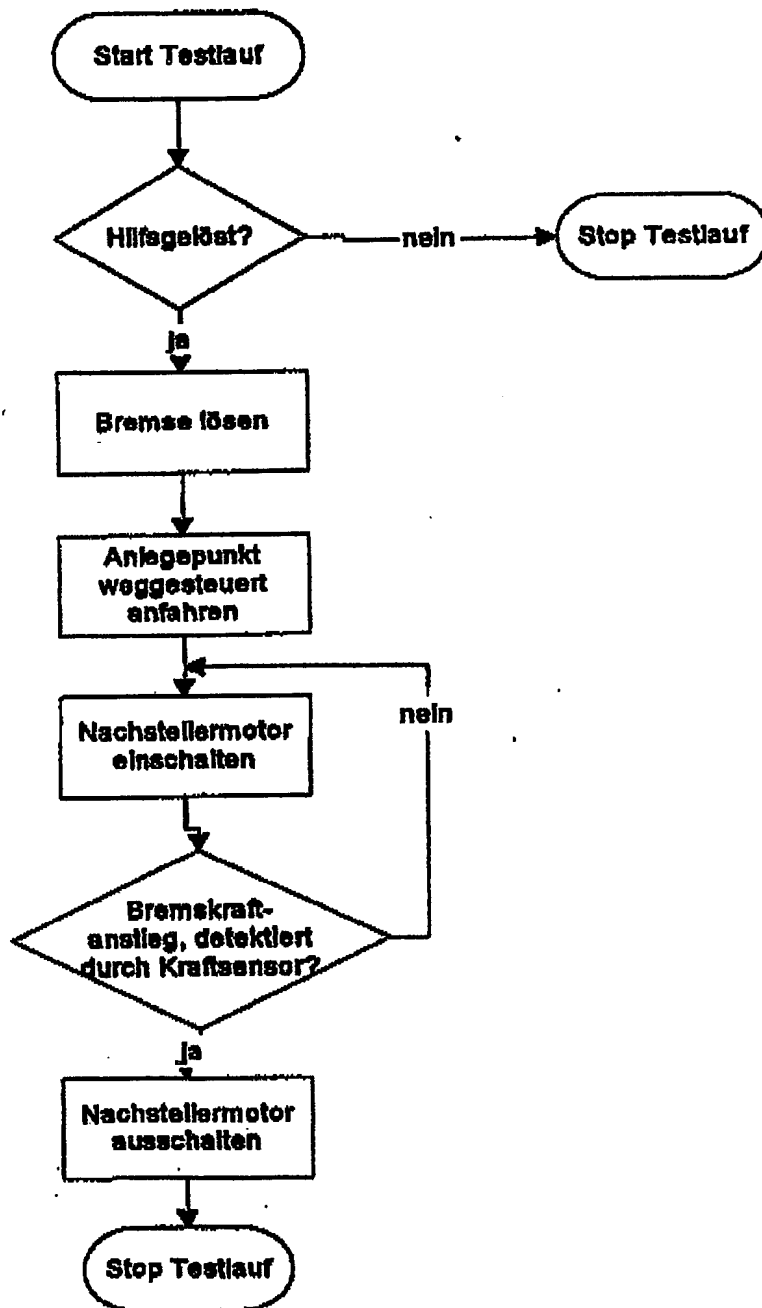 Start Testlauf
Hilfsgelöst?
nein
Stop Testlauf
ja
Bremse lösen
Anlegepunkt
weggesteuert
anfahren
Nachstellermotor
einschalten
nein
Bremskraft-
anstieg, detektiert
durch Kraftsensor?
ja
Nachstellermotor
ausschalten
Stop Testlauf